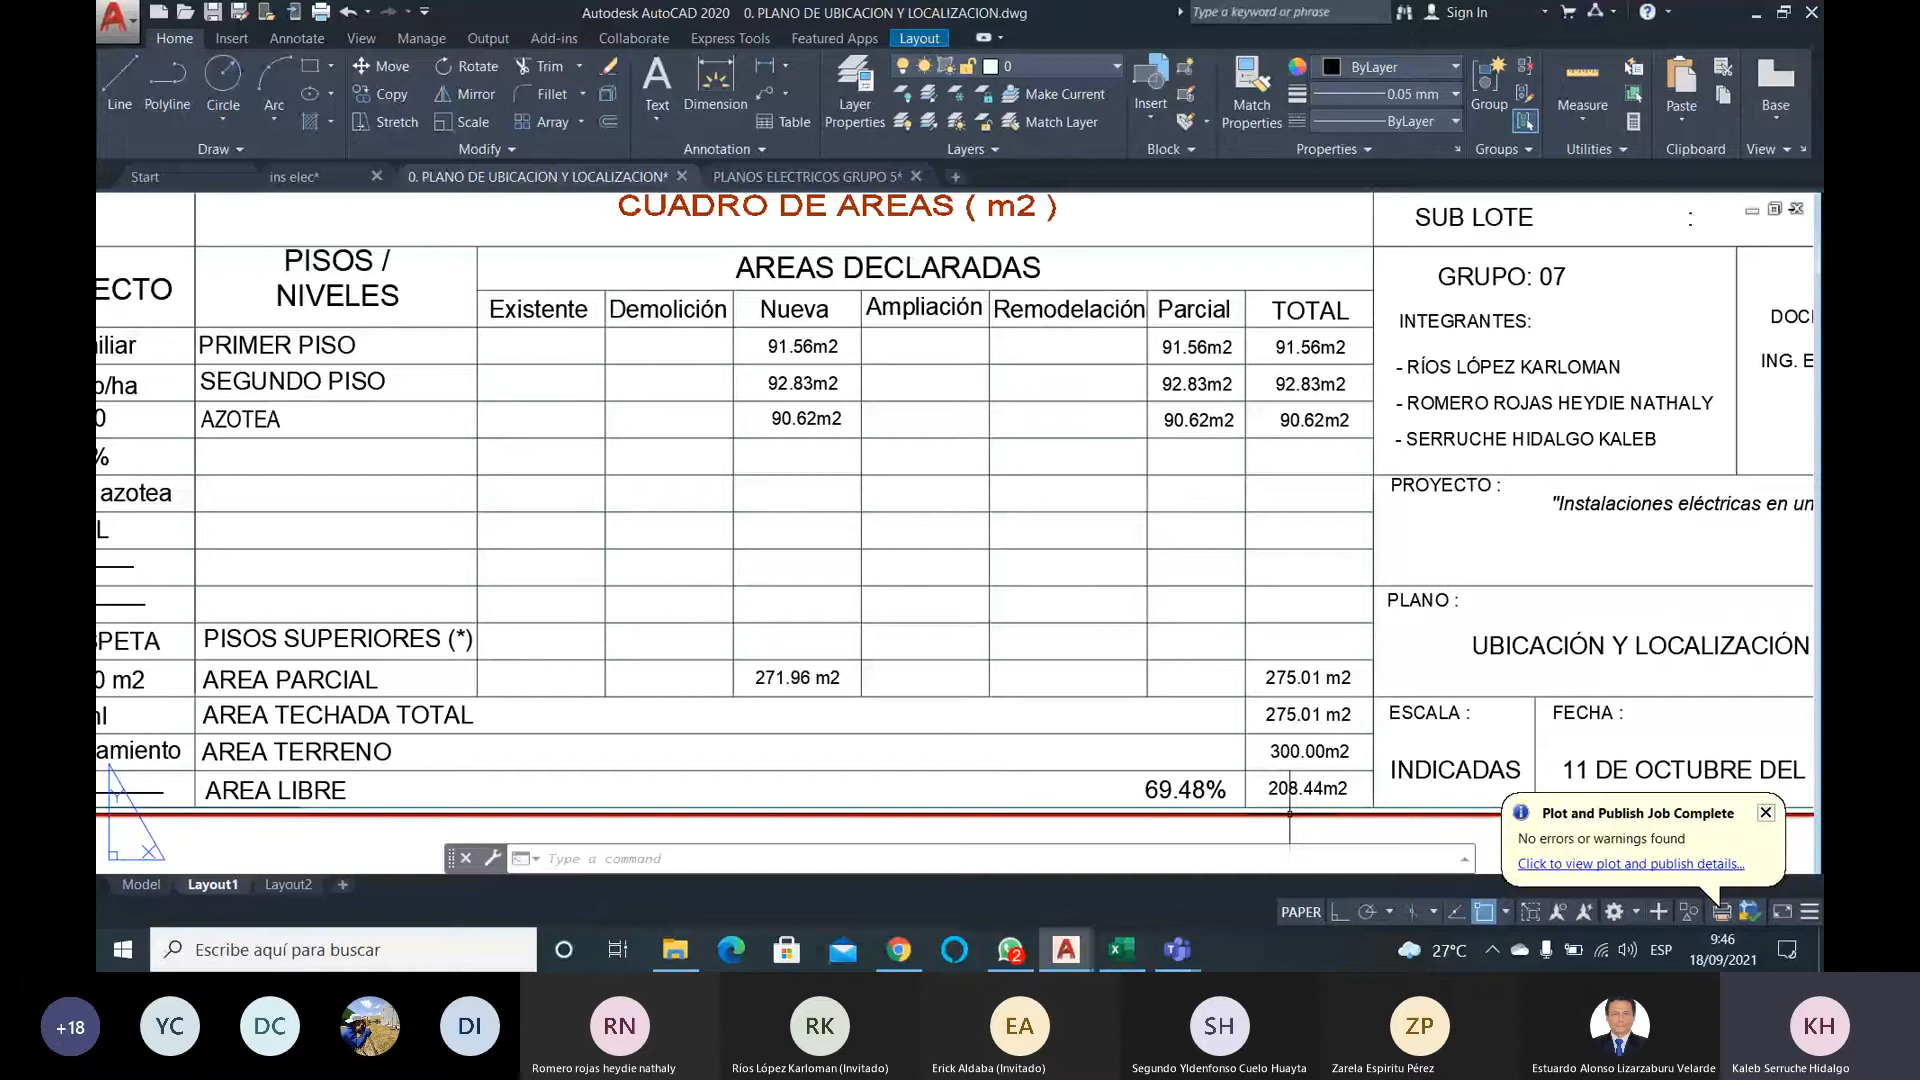 Autodesk AutoCAD 2020 0. PLANO DE UBICACION Y LOCALIZACION.dwg
Type a keyword or phrase
Sign In
Home Insert Annotate View Manage Output Add-ins Collaborate Express Tools Featured Apps Layout
Line Polyline Circle Arc
Move Rotate Trim
Copy Mirror Fillet
Stretch Scale Array
Text Dimension Table
Layer Properties
0
Make Current
Match Layer
Insert
Match Properties
ByLayer
0.05 mm
ByLayer
Group Measure Paste Base
Draw Modify Annotation Layers Block Properties Groups Utilities Clipboard View
Start ins elec* 0. PLANO DE UBICACION Y LOCALIZACION* PLANOS ELECTRICOS GRUPO 5*
CUADRO DE AREAS ( m2 )
ECTO
PISOS / NIVELES
AREAS DECLARADAS
Existente Demolición Nueva Ampliación Remodelación Parcial TOTAL
iliar PRIMER PISO 91.56m2 91.56m2 91.56m2
o/ha SEGUNDO PISO 92.83m2 92.83m2 92.83m2
0 AZOTEA 90.62m2 90.62m2 90.62m2
%
azotea
L
SPETA PISOS SUPERIORES (*)
0 m2 AREA PARCIAL 271.96 m2 275.01 m2
nl AREA TECHADA TOTAL 275.01 m2
amiento AREA TERRENO 300.00m2
AREA LIBRE 69.48% 208.44m2
SUB LOTE :
GRUPO: 07
INTEGRANTES:
- RÍOS LÓPEZ KARLOMAN
- ROMERO ROJAS HEYDIE NATHALY
- SERRUCHE HIDALGO KALEB
DOCE
ING. E
PROYECTO :
"Instalaciones eléctricas en un
PLANO :
UBICACIÓN Y LOCALIZACIÓN
ESCALA :
INDICADAS
FECHA :
11 DE OCTUBRE DEL
Y
X
Plot and Publish Job Complete
No errors or warnings found
Click to view plot and publish details...
Type a command
Model Layout1 Layout2
PAPER
Escribe aquí para buscar
2
27°C
ESP
9:46
18/09/2021
+18
YC
DC
DI
RN
RK
EA
SH
ZP
KH
Romero rojas heydie nathaly
Ríos López Karloman (Invitado)
Erick Aldaba (Invitado)
Segundo Yldenfonso Cuelo Huayta
Zarela Espiritu Pérez
Estuardo Alonso Lizarzaburu Velarde
Kaleb Serruche Hidalgo